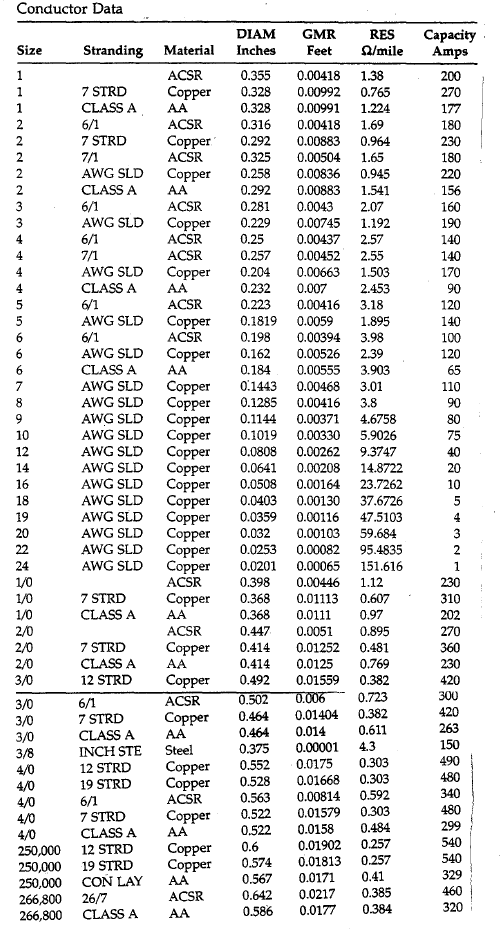 Conductor Data
DIAM GMR RES Capacity
Size Stranding Material Inches Feet Ω/mile Amps
1 ACSR 0.355 0.00418 1.38 200
1 7 STRD Copper 0.328 0.00992 0.765 270
1 CLASS A AA 0.328 0.00991 1.224 177
2 6/1 ACSR 0.316 0.00418 1.69 180
2 7 STRD Copper 0.292 0.00883 0.964 230
2 7/1 ACSR 0.325 0.00504 1.65 180
2 AWG SLD Copper 0.258 0.00836 0.945 220
2 CLASS A AA 0.292 0.00883 1.541 156
3 6/1 ACSR 0.281 0.0043 2.07 160
3 AWG SLD Copper 0.229 0.00745 1.192 190
4 6/1 ACSR 0.25 0.00437 2.57 140
4 7/1 ACSR 0.257 0.00452 2.55 140
4 AWG SLD Copper 0.204 0.00663 1.503 170
4 CLASS A AA 0.232 0.007 2.453 90
5 6/1 ACSR 0.223 0.00416 3.18 120
5 AWG SLD Copper 0.1819 0.0059 1.895 140
6 6/1 ACSR 0.198 0.00394 3.98 100
6 AWG SLD Copper 0.162 0.00526 2.39 120
6 CLASS A AA 0.184 0.00555 3.903 65
7 AWG SLD Copper 0.1443 0.00468 3.01 110
8 AWG SLD Copper 0.1285 0.00416 3.8 90
9 AWG SLD Copper 0.1144 0.00371 4.6758 80
10 AWG SLD Copper 0.1019 0.00330 5.9026 75
12 AWG SLD Copper 0.0808 0.00262 9.3747 40
14 AWG SLD Copper 0.0641 0.00208 14.8722 20
16 AWG SLD Copper 0.0508 0.00164 23.7262 10
18 AWG SLD Copper 0.0403 0.00130 37.6726 5
19 AWG SLD Copper 0.0359 0.00116 47.5103 4
20 AWG SLD Copper 0.032 0.00103 59.684 3
22 AWG SLD Copper 0.0253 0.00082 95.4835 2
24 AWG SLD Copper 0.0201 0.00065 151.616 1
1/0 ACSR 0.398 0.00446 1.12 230
1/0 7 STRD Copper 0.368 0.01113 0.607 310
1/0 CLASS A AA 0.368 0.0111 0.97 202
2/0 ACSR 0.447 0.0051 0.895 270
2/0 7 STRD Copper 0.414 0.01252 0.481 360
2/0 CLASS A AA 0.414 0.0125 0.769 230
3/0 12 STRD Copper 0.492 0.01559 0.382 420
3/0 6/1 ACSR 0.502 0.006 0.723 300
3/0 7 STRD Copper 0.464 0.01404 0.382 420
3/0 CLASS A AA 0.464 0.014 0.611 263
3/8 INCH STE Steel 0.375 0.00001 4.3 150
4/0 12 STRD Copper 0.552 0.0175 0.303 490
4/0 19 STRD Copper 0.528 0.01668 0.303 480
4/0 6/1 ACSR 0.563 0.00814 0.592 340
4/0 7 STRD Copper 0.522 0.01579 0.303 480
4/0 CLASS A AA 0.522 0.0158 0.484 299
250,000 12 STRD Copper 0.6 0.01902 0.257 540
250,000 19 STRD Copper 0.574 0.01813 0.257 540
250,000 CON LAY AA 0.567 0.0171 0.41 329
266,800 26/7 ACSR 0.642 0.0217 0.385 460
266,800 CLASS A AA 0.586 0.0177 0.384 320